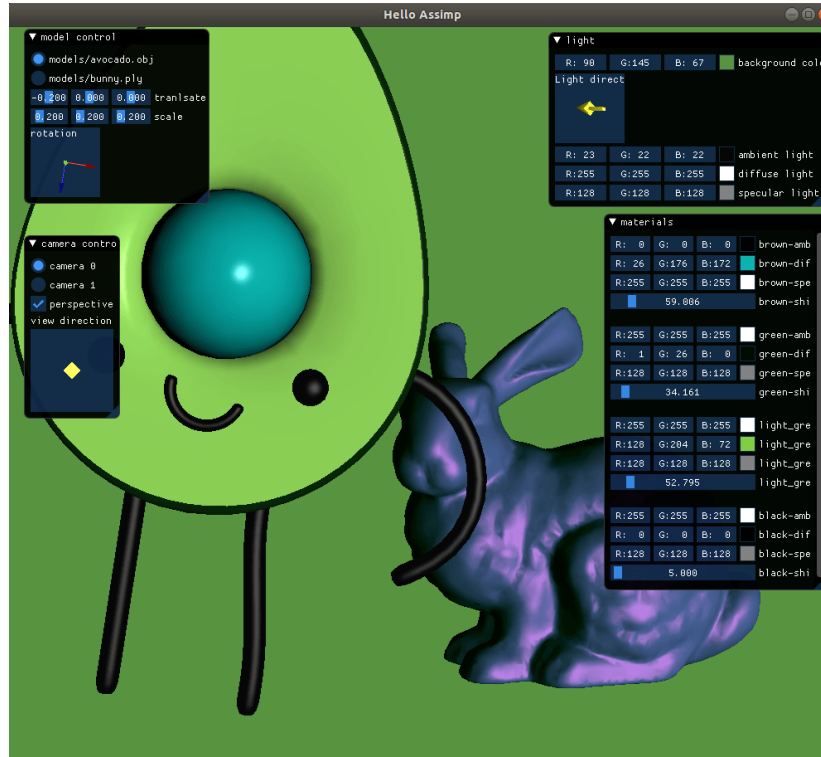 Hello Assimp
▼ model control
models/avocado.obj
models/bunny.ply
-0.200 0.000 0.000 tranlsate
0.200 0.200 0.200 scale
rotation
▼ camera contro
camera 0
camera 1
perspective
view direction
▼ light
R: 90 G:145 B: 67 background colo
Light direct
R: 23 G: 22 B: 22 ambient light
R:255 G:255 B:255 diffuse light
R:128 G:128 B:128 specular light
▼ materials
R: 0 G: 0 B: 0 brown-amb
R: 26 G:176 B:172 brown-dif
R:255 G:255 B:255 brown-spe
59.006 brown-shi
R:255 G:255 B:255 green-amb
R: 1 G: 26 B: 0 green-dif
R:128 G:128 B:128 green-spe
34.161 green-shi
R:255 G:255 B:255 light_gre
R:128 G:204 B: 72 light_gre
R:128 G:128 B:128 light_gre
52.795 light_gre
R:255 G:255 B:255 black-amb
R: 0 G: 0 B: 0 black-dif
R:128 G:128 B:128 black-spe
5.000 black-shi